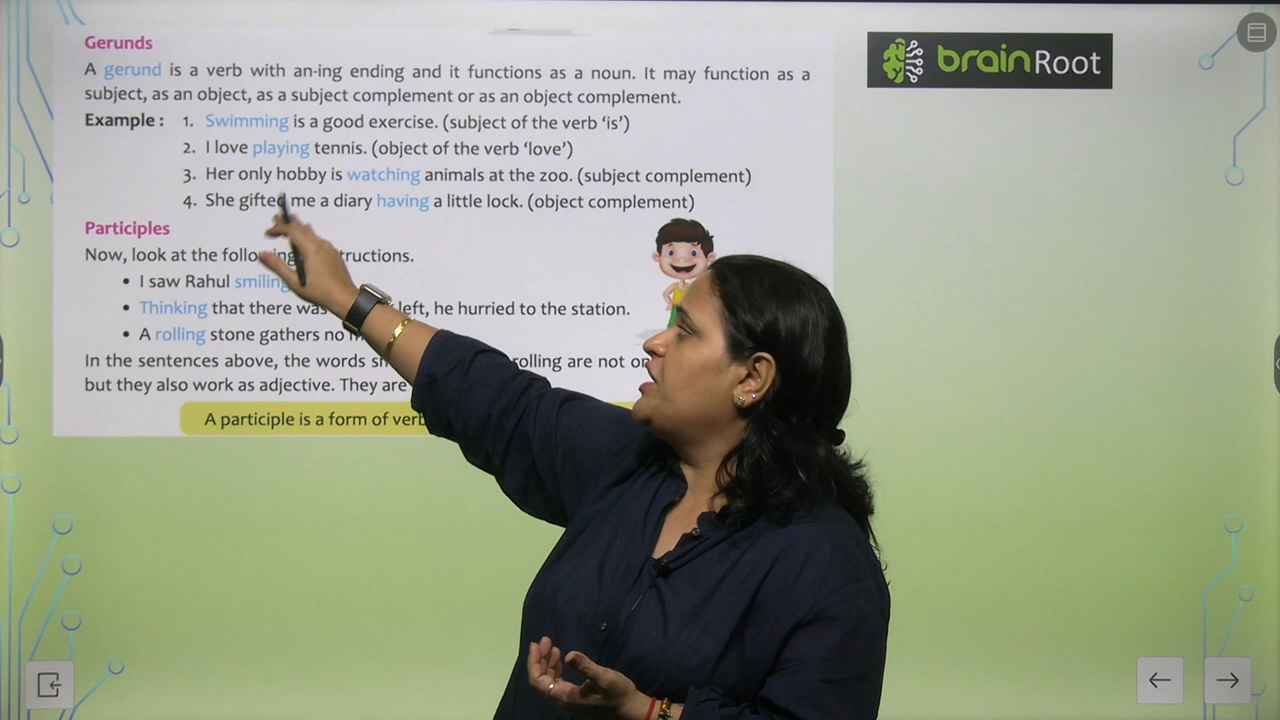 Gerunds
brainRoot
A gerund is a verb with an-ing ending and it functions as a noun. It may function as a
subject, as an object, as a subject complement or as an object complement.
Example : 1. Swimming is a good exercise. (subject of the verb ‘is’)
2. I love playing tennis. (object of the verb ‘love’)
3. Her only hobby is watching animals at the zoo. (subject complement)
4. She gifted me a diary having a little lock. (object complement)
Participles
Now, look at the following tructions.
• I saw Rahul smiling
• Thinking that there was left, he hurried to the station.
• A rolling stone gathers no
In the sentences above, the words rolling are not
but they also work as adjective. They are
A participle is a form of verb